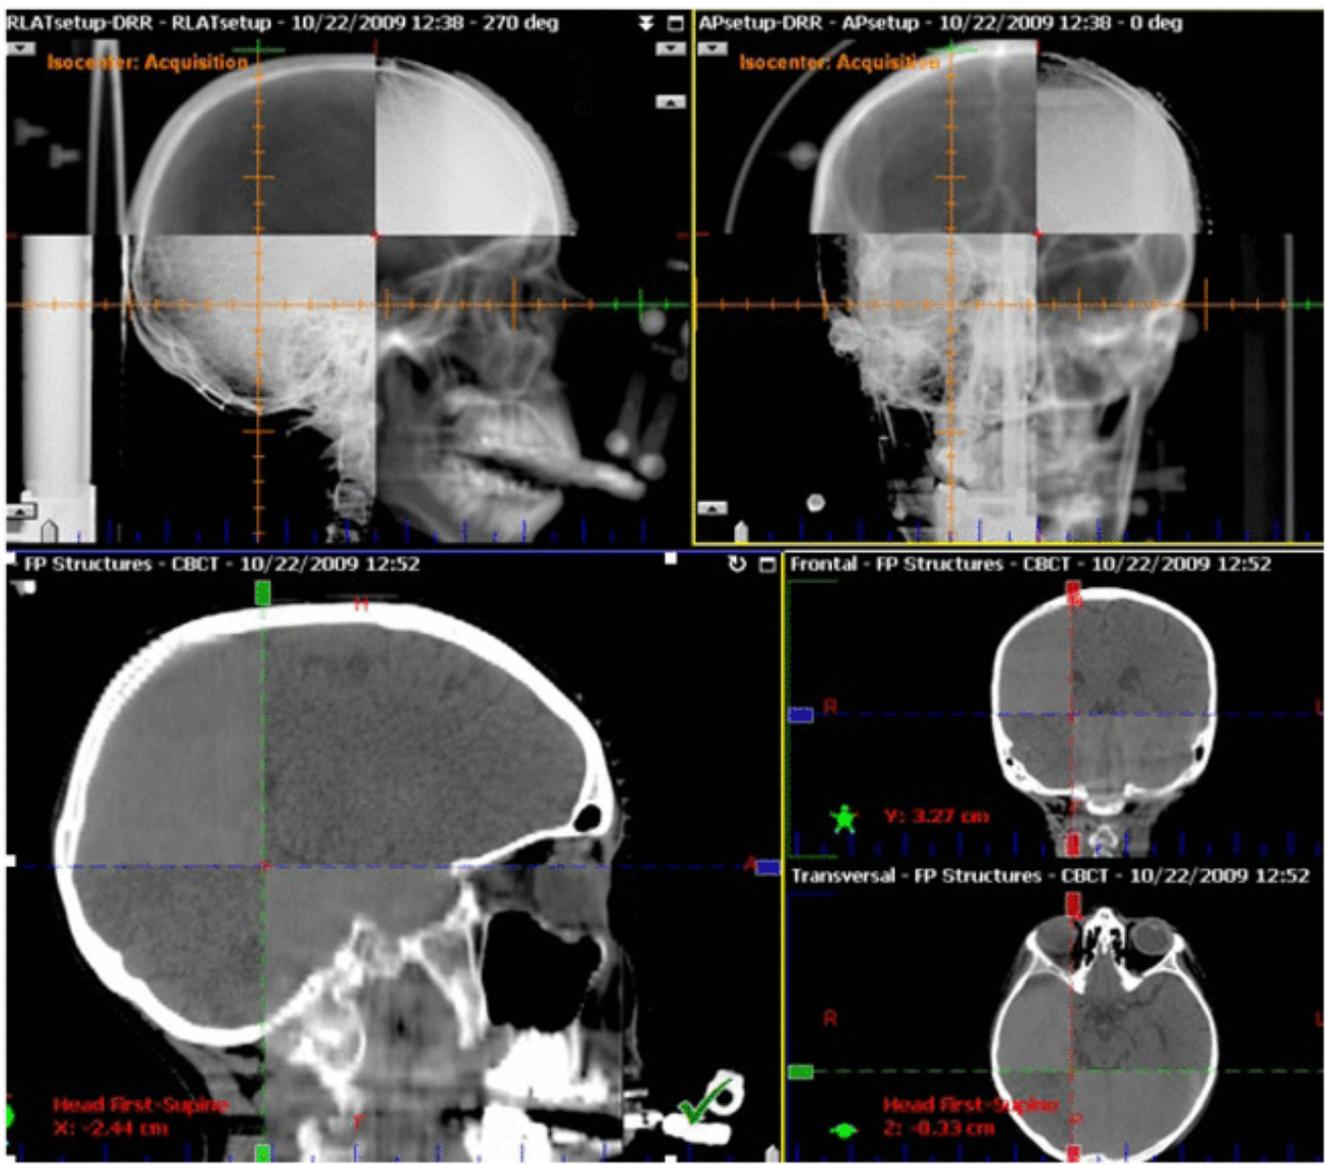 RLATsetup-DRR - RLATsetup - 10/22/2009 12:38 - 270 deg
Isocenter: Acquisition
APsetup-DRR - APsetup - 10/22/2009 12:38 - 0 deg
Isocenter: Acquisition
FP Structures - CBCT - 10/22/2009 12:52
H
A
F
Head First-Supine
X: -2.44 cm
Frontal - FP Structures - CBCT - 10/22/2009 12:52
R
L
Y: 3.27 cm
Transversal - FP Structures - CBCT - 10/22/2009 12:52
R
L
Head First-Supine
Z: -0.33 cm